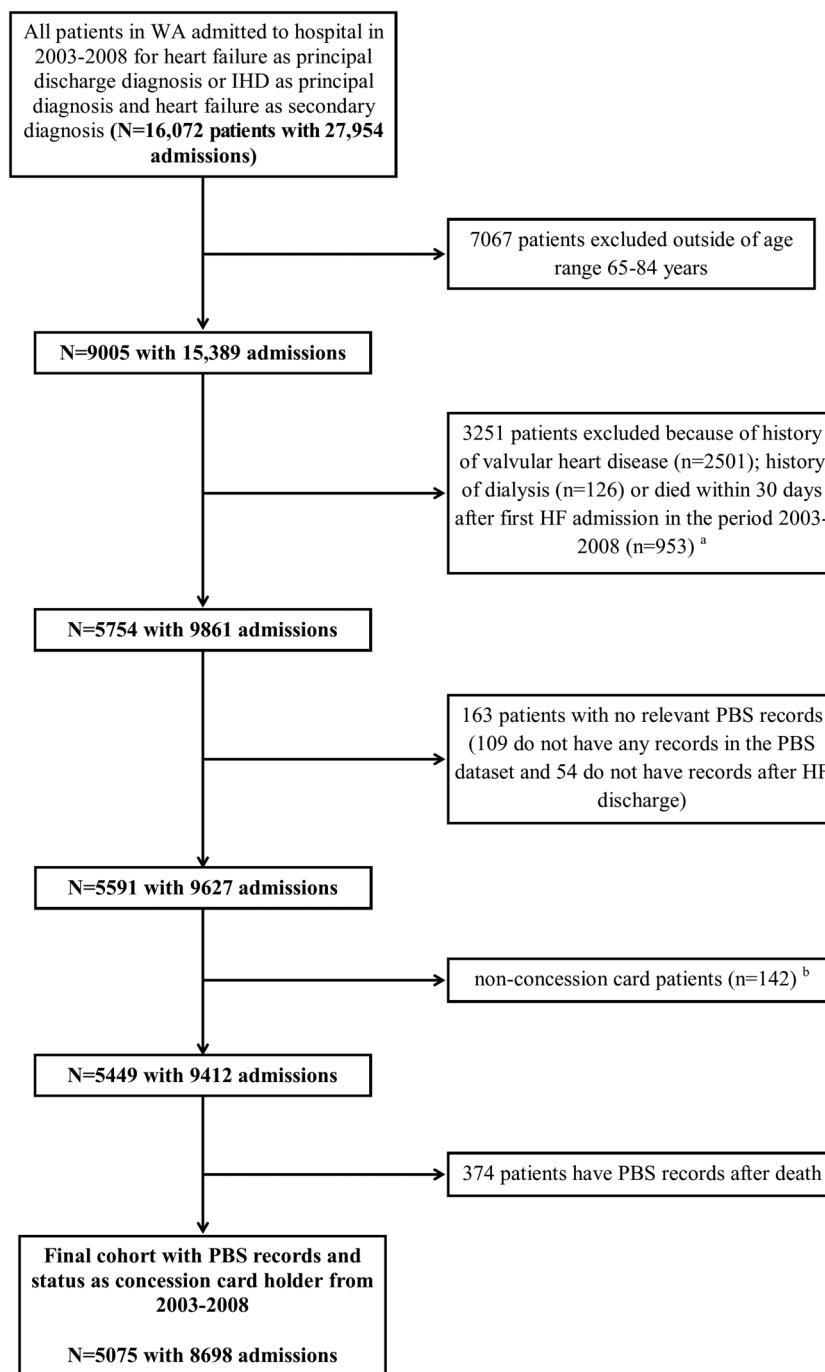 All patients in WA admitted to hospital in
2003-2008 for heart failure as principal
discharge diagnosis or IHD as principal
diagnosis and heart failure as secondary
diagnosis (N=16,072 patients with 27,954
admissions)
7067 patients excluded outside of age
range 65-84 years
N=9005 with 15,389 admissions
3251 patients excluded because of history
of valvular heart disease (n=2501); history
of dialysis (n=126) or died within 30 days
after first HF admission in the period 2003-
2008 (n=953) a
N=5754 with 9861 admissions
163 patients with no relevant PBS records
(109 do not have any records in the PBS
dataset and 54 do not have records after HF
discharge)
N=5591 with 9627 admissions
non-concession card patients (n=142) b
N=5449 with 9412 admissions
374 patients have PBS records after death
Final cohort with PBS records and
status as concession card holder from
2003-2008
N=5075 with 8698 admissions